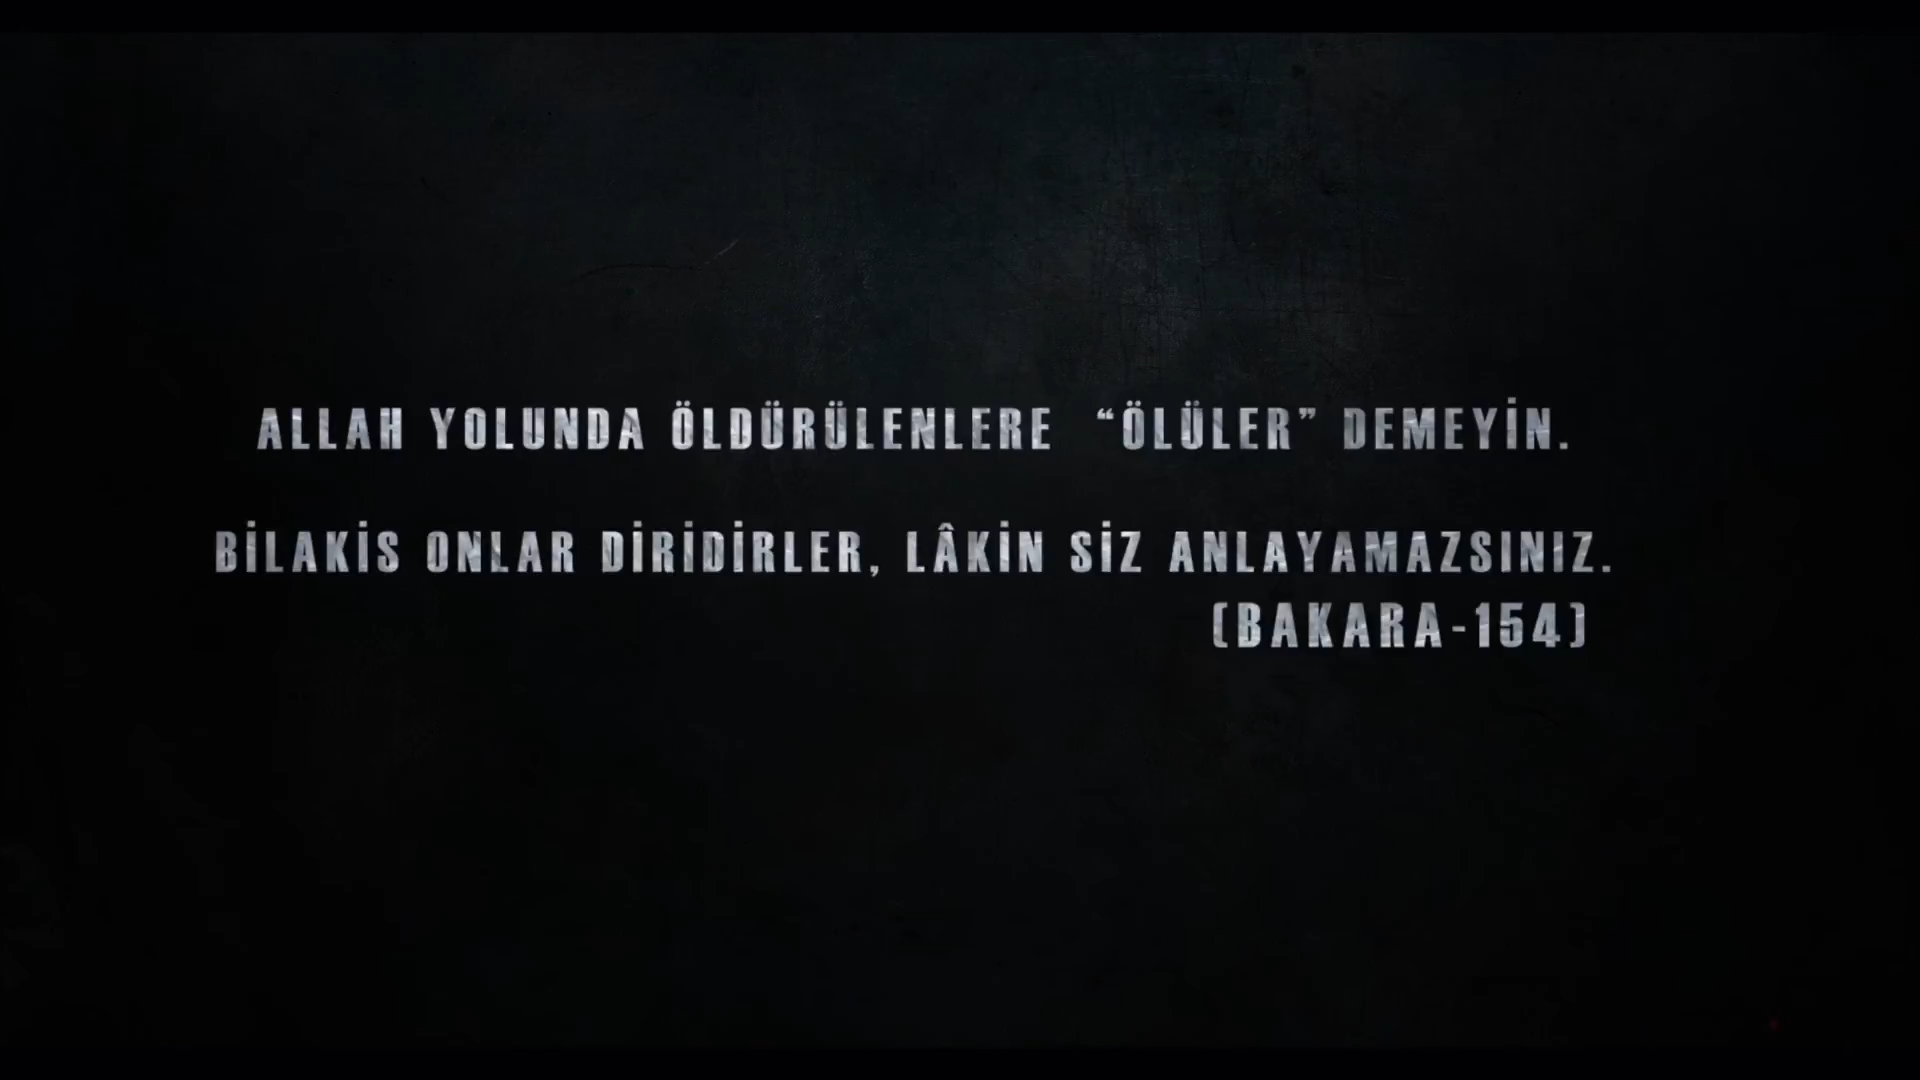 ALLAH YOLUNDA ÖLDÜRÜLENLERE “ÖLÜLER” DEMEYİN.
BİLAKİS ONLAR DİRİDİRLER, LÂKİN SİZ ANLAYAMAZSINIZ.
(BAKARA-154)